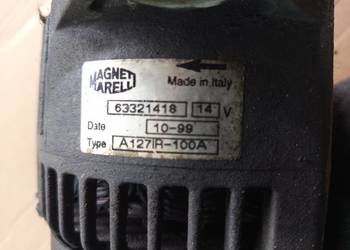 MAGNETI
MARELLI
Made in Italy
63321418 14 V
Date 10-99
Type A127IR-100A